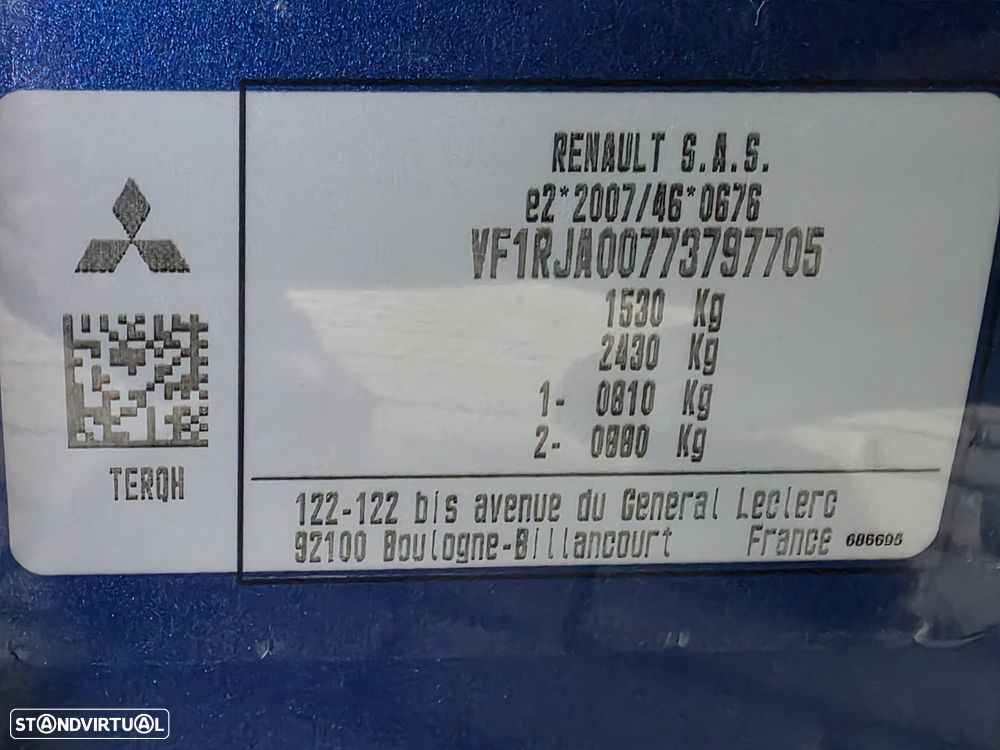 RENAULT S.A.S.
e2*2007/46*0676
VF1RJA00773797705
1530 Kg
2430 Kg
1- 0810 Kg
2- 0880 Kg
TERQH
122-122 bis avenue du General Leclerc
92100 Boulogne-Billancourt France 686695
STANDVIRTUAL